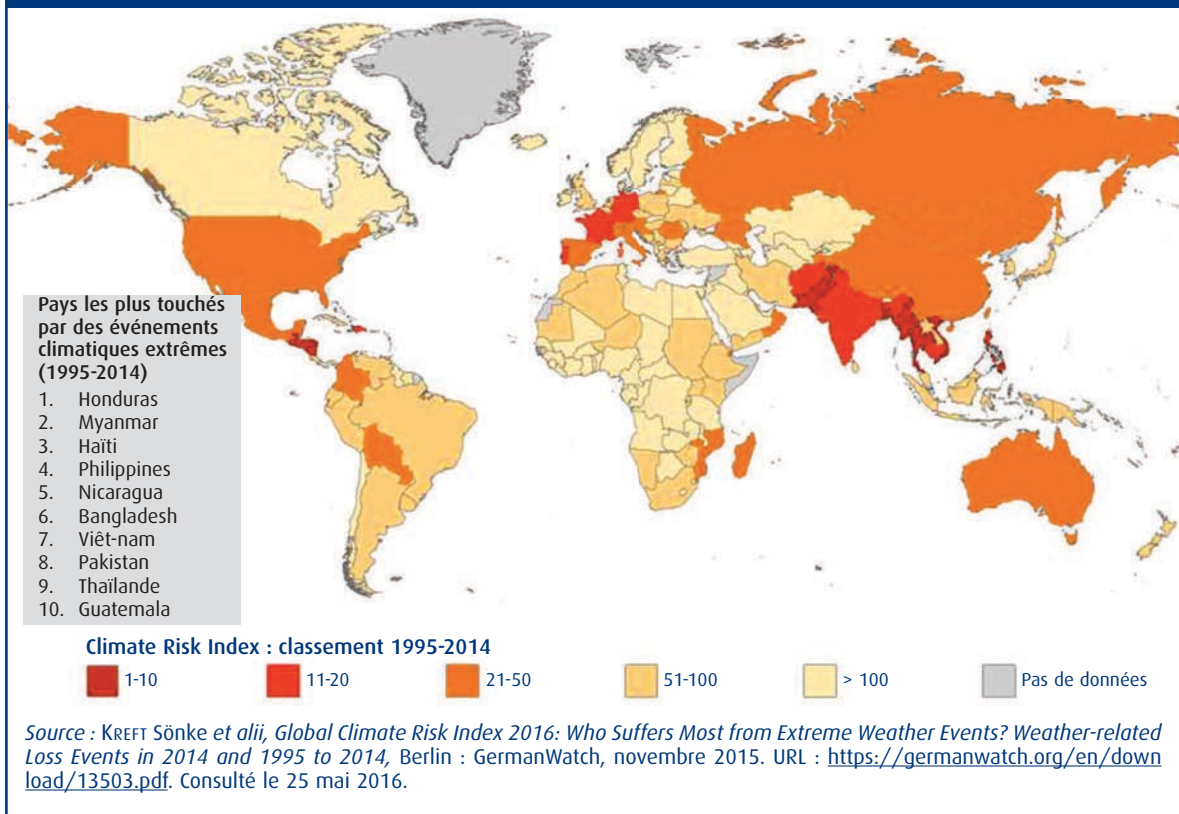 Pays les plus touchés
par des événements
climatiques extrêmes
(1995-2014)
1. Honduras
2. Myanmar
3. Haïti
4. Philippines
5. Nicaragua
6. Bangladesh
7. Viêt-nam
8. Pakistan
9. Thaïlande
10. Guatemala
Climate Risk Index : classement 1995-2014
1-10
11-20
21-50
51-100
> 100
Pas de données
Source : KREFT Sönke et alii, Global Climate Risk Index 2016: Who Suffers Most from Extreme Weather Events? Weather-related
Loss Events in 2014 and 1995 to 2014, Berlin : GermanWatch, novembre 2015. URL : https://germanwatch.org/en/down
load/13503.pdf. Consulté le 25 mai 2016.